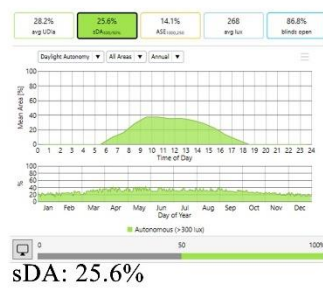 28.2% 25.6% 14.1% 268 86.8%
avg UDIa sDA300/50% ASE1000,250 avg lux blinds open
Daylight Autonomy ▼ All Areas ▼ Annual ▼
Mean Area [%]
100
80
60
40
20
0
0 1 2 3 4 5 6 7 8 9 10 11 12 13 14 15 16 17 18 19 20 21 22 23 24
Time of Day
%
100
80
60
40
20
0
Jan Feb Mar Apr May Jun Jul Aug Sep Oct Nov Dec
Day of Year
Autonomous (>300 lux)
0 50 100%
sDA: 25.6%